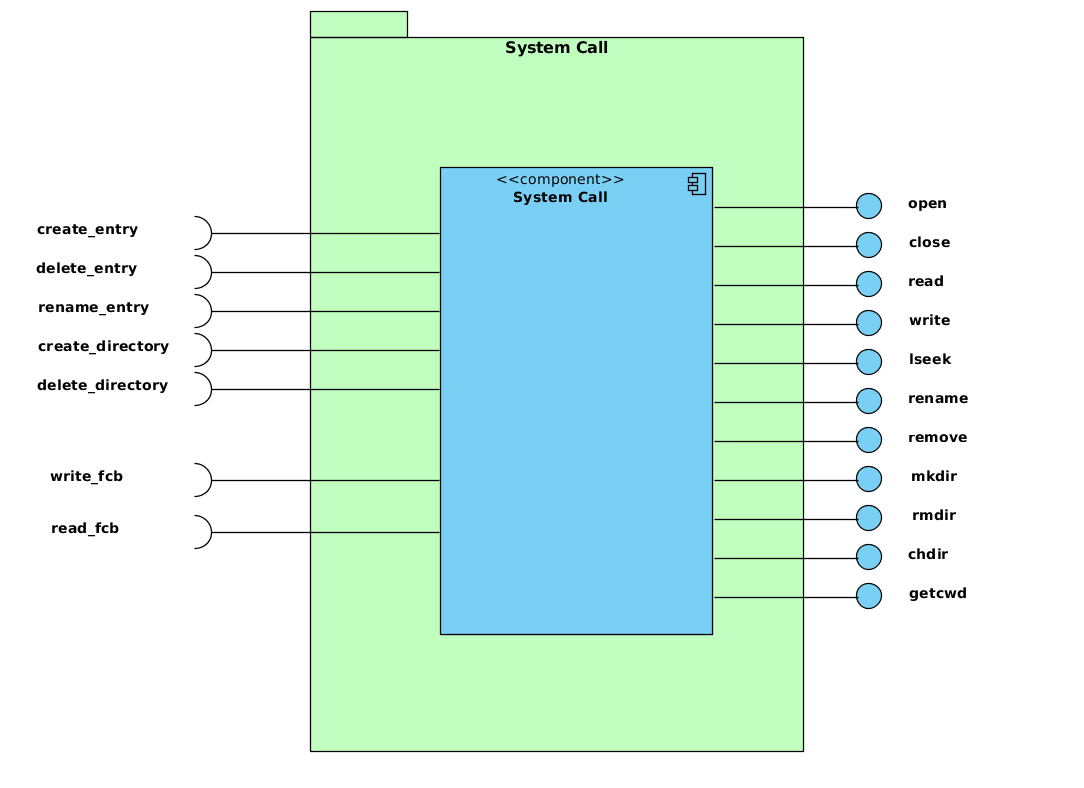 System Call
<<component>>
System Call
create_entry
delete_entry
rename_entry
create_directory
delete_directory
write_fcb
read_fcb
open
close
read
write
lseek
rename
remove
mkdir
rmdir
chdir
getcwd